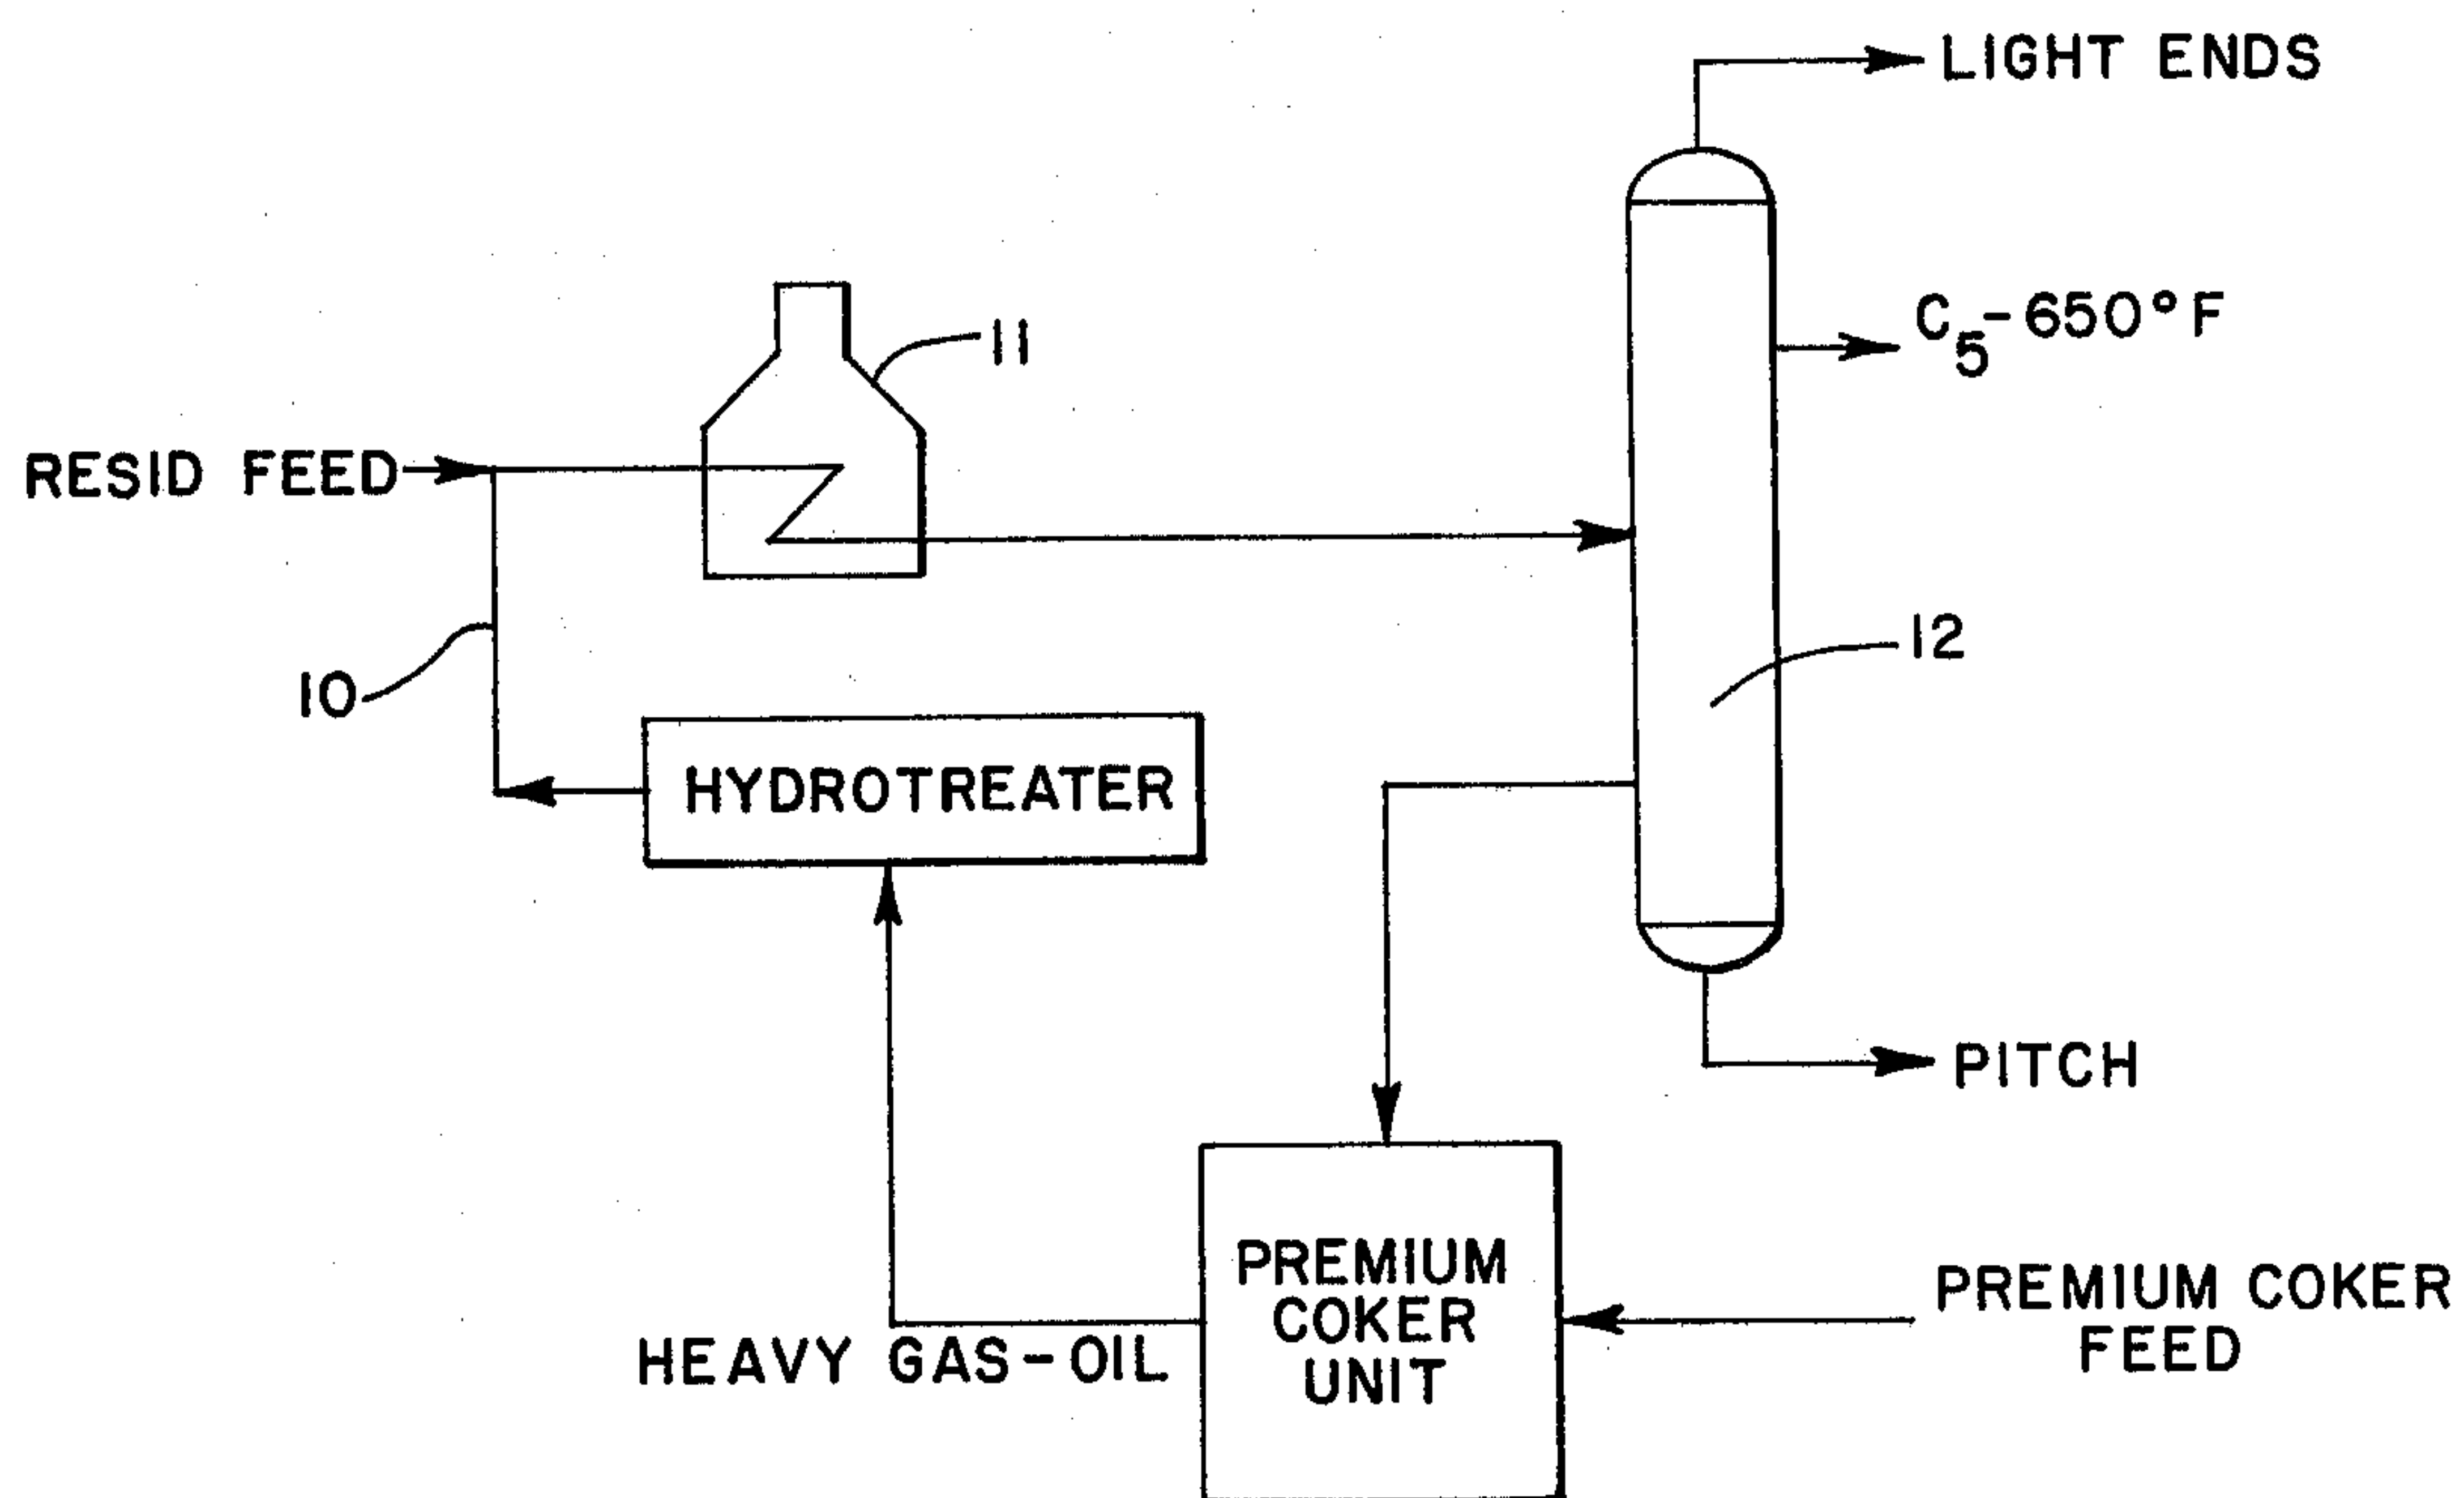 LIGHT ENDS
C5-650°F
11
RESID FEED
12
10
HYDROTREATER
PITCH
PREMIUM
COKER
UNIT
PREMIUM COKER
FEED
HEAVY GAS-OIL